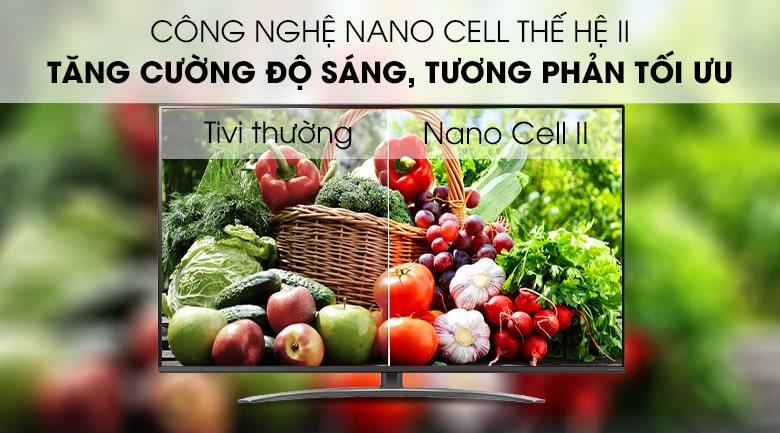 CÔNG NGHỆ NANO CELL THẾ HỆ II
TĂNG CƯỜNG ĐỘ SÁNG, TƯƠNG PHẢN TỐI ƯU
Tivi thường
Nano Cell II